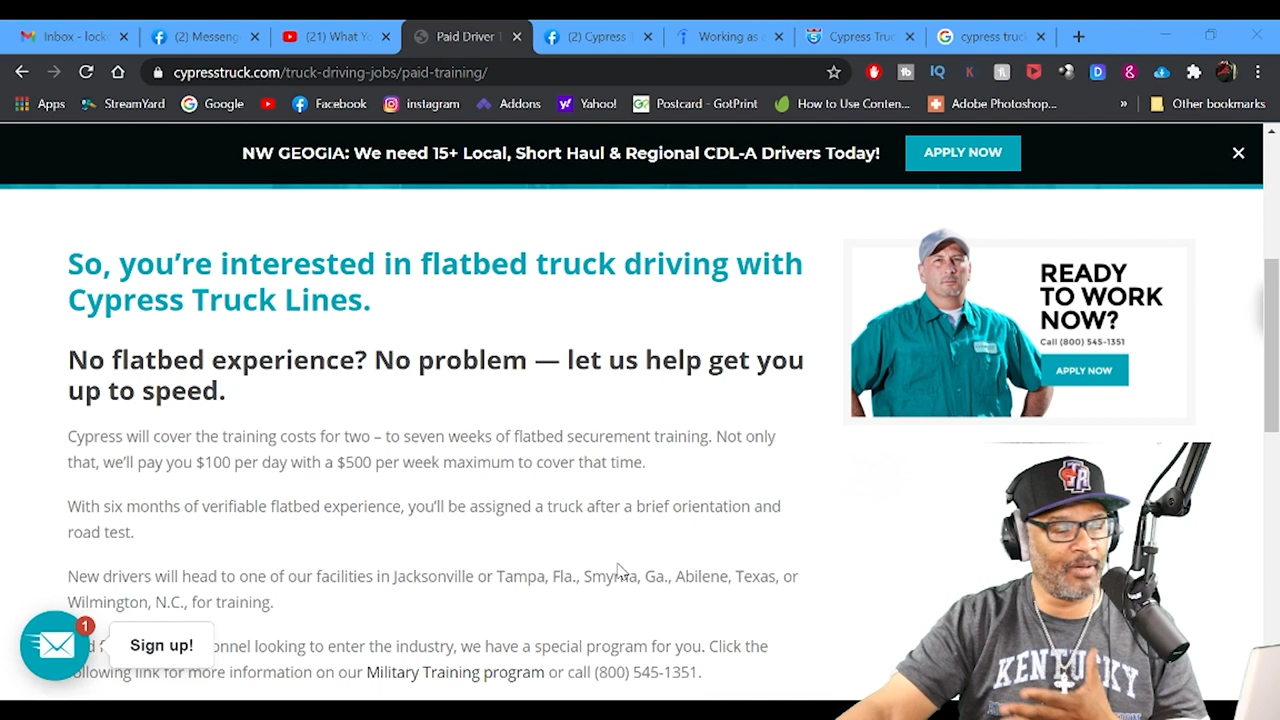 Inbox - lock
(2) Messeng
(21) What Yo
Paid Driver
(2) Cypress
Working as
Cypress Truc
cypress truck
cypresstruck.com/truck-driving-jobs/paid-training/
Apps
StreamYard
Google
Facebook
instagram
Addons
Yahoo!
Postcard - GotPrint
How to Use Conten...
Adobe Photoshop...
»
Other bookmarks
NW GEOGIA: We need 15+ Local, Short Haul & Regional CDL-A Drivers Today!
APPLY NOW
So, you're interested in flatbed truck driving with
Cypress Truck Lines.
No flatbed experience? No problem — let us help get you
up to speed.
Cypress will cover the training costs for two – to seven weeks of flatbed securement training. Not only
that, we'll pay you $100 per day with a $500 per week maximum to cover that time.
With six months of verifiable flatbed experience, you'll be assigned a truck after a brief orientation and
road test.
New drivers will head to one of our facilities in Jacksonville or Tampa, Fla., Smyrna, Ga., Abilene, Texas, or
Wilmington, N.C., for training.
looking to enter the industry, we have a special program for you. Click the
following link for more information on our Military Training program or call (800) 545-1351.
READY
TO WORK
NOW?
Call (800) 545-1351
APPLY NOW
1
Sign up!
KENTUCKY